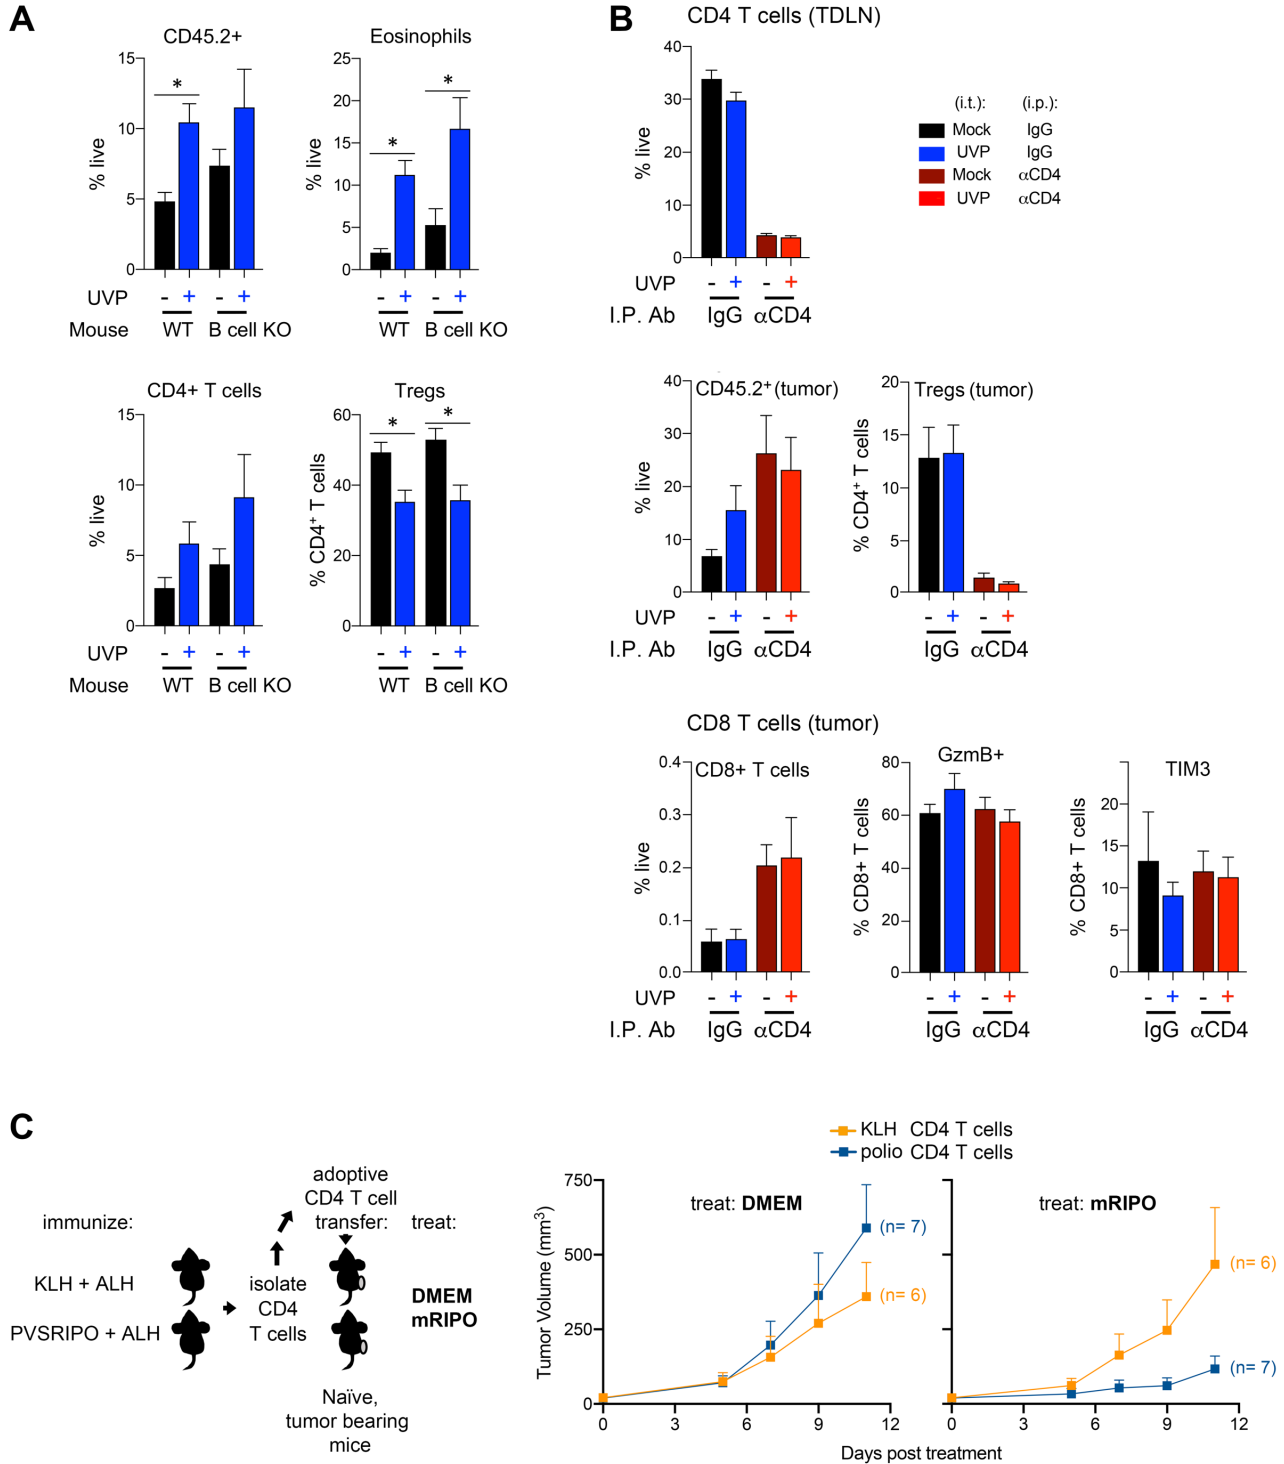 A
CD45.2+
% live
15
10
5
0
*
UVP - + - +
Mouse WT B cell KO
Eosinophils
% live
25
20
15
10
5
0
*
*
- + - +
WT B cell KO
CD4+ T cells
% live
15
10
5
0
UVP - + - +
Mouse WT B cell KO
Tregs
% CD4+ T cells
60
40
20
0
*
*
- + - +
WT B cell KO
B
CD4 T cells (TDLN)
% live
40
30
20
10
0
UVP - + - +
I.P. Ab IgG αCD4
(i.t.): (i.p.):
Mock IgG
UVP IgG
Mock αCD4
UVP αCD4
CD45.2+ (tumor)
% live
40
30
20
10
0
UVP - + - +
I.P. Ab IgG αCD4
Tregs (tumor)
% CD4+ T cells
20
15
10
5
0
- + - +
IgG αCD4
CD8 T cells (tumor)
CD8+ T cells
% live
0.4
0.3
0.2
0.1
0.0
UVP - + - +
I.P. Ab IgG αCD4
GzmB+
% CD8+ T cells
80
60
40
20
0
- + - +
IgG αCD4
TIM3
% CD8+ T cells
20
15
10
5
0
- + - +
IgG αCD4
C
immunize:
KLH + ALH
PVSRIPO + ALH
isolate
CD4
T cells
adoptive
CD4 T cell
transfer:
Naïve,
tumor bearing
mice
treat:
DMEM
mRIPO
KLH CD4 T cells
polio CD4 T cells
Tumor Volume (mm3)
750
500
250
0
treat: DMEM
(n= 7)
(n= 6)
0 3 6 9 12
treat: mRIPO
(n= 6)
(n= 7)
0 3 6 9 12
Days post treatment